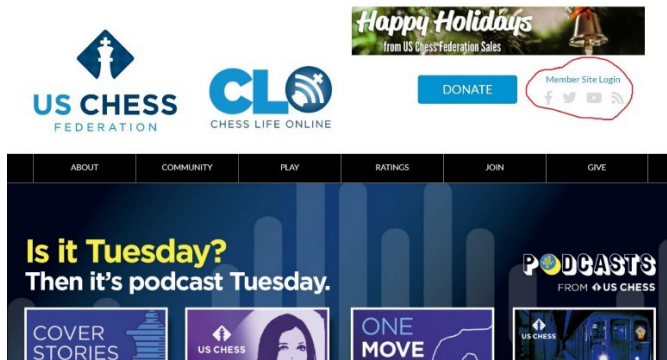 Happy Holidays
from US Chess Federation Sales
US CHESS
FEDERATION
CLO
CHESS LIFE ONLINE
DONATE
Member Site Login
ABOUT COMMUNITY PLAY RATINGS JOIN GIVE
Is it Tuesday?
Then it's podcast Tuesday.
PODCASTS
FROM US CHESS
COVER
STORIES
US CHESS
ONE
MOVE
US CHESS